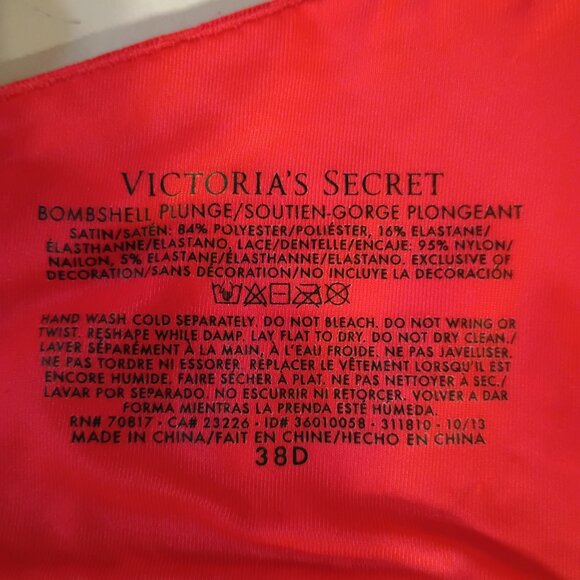 VICTORIA'S SECRET
BOMBSHELL PLUNGE/SOUTIEN-GORGE PLONGEANT
SATIN/SATÉN: 84% POLYESTER/POLIÉSTER, 16% ELASTANE/
ÉLASTHANNE/ELASTANO, LACE/DENTELLE/ENCAJE: 95% NYLON/
NAILON, 5% ELASTANE/ÉLASTHANNE/ELASTANO. EXCLUSIVE OF
DECORATION/SANS DÉCORATION/NO INCLUYE LA DECORACIÓN
HAND WASH COLD SEPARATELY. DO NOT BLEACH. DO NOT WRING OR
TWIST. RESHAPE WHILE DAMP. LAY FLAT TO DRY. DO NOT DRY CLEAN./
LAVER SÉPARÉMENT À LA MAIN, À L'EAU FROIDE. NE PAS JAVELLISER.
NE PAS TORDRE NI ESSORER. REPLACER LE VÊTEMENT LORSQU'IL EST
ENCORE HUMIDE. FAIRE SÉCHER À PLAT. NE PAS NETTOYER À SEC./
LAVAR POR SEPARADO. NO ESCURRIR NI RETORCER. VOLVER A DAR
FORMA MIENTRAS LA PRENDA ESTÉ HÚMEDA.
RN# 70817 • CA# 23226 • ID# 36010058 • 311810 • 10/13
MADE IN CHINA/FAIT EN CHINE/HECHO EN CHINA
38D